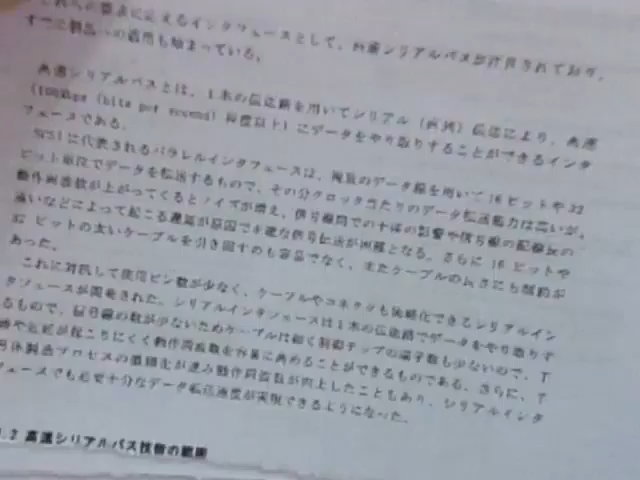 これらの要求に応えるインタフェースとして，高速シリアルバスが注目されており，
すでに製品への適用も始まっている。
高速シリアルバスとは，1本の伝送路を用いてシリアル（直列）伝送により，高速
（100Mbps（bits per second）程度以上）にデータをやり取りすることができるインタ
フェースである。
SCSIに代表されるパラレルインタフェースは，複数のデータ線を用いて16ビットや32
ビット単位でデータを転送するもので，その分クロック当たりのデータ伝送能力は高いが，
動作周波数が上がってくるとノイズが増え，信号線間での干渉の影響や信号線の配線長の
違いなどによって起こる遅延が原因で正確な信号伝送が困難となる。さらに16ビットや
32ビットの太いケーブルを引き回すのも容易でなく，またケーブルの長さにも制約が
あった。
これに対抗して使用ピン数が少なく，ケーブルやコネクタも簡略化できるシリアルイン
タフェースが開発された。シリアルインタフェースは1本の伝送路でデータをやり取りす
るもので，信号線の数が少ないためケーブルは細く制御チップの端子数も少ないので，T
や遅延が起こりにくく動作周波数を容易に高めることができるものである。さらに，T
導体製造プロセスの微細化が進み動作周波数が向上したこともあり，シリアルインタ
フェースでも必要十分なデータ転送速度が実現できるようになった。
1.2 高速シリアルバス技術の範囲